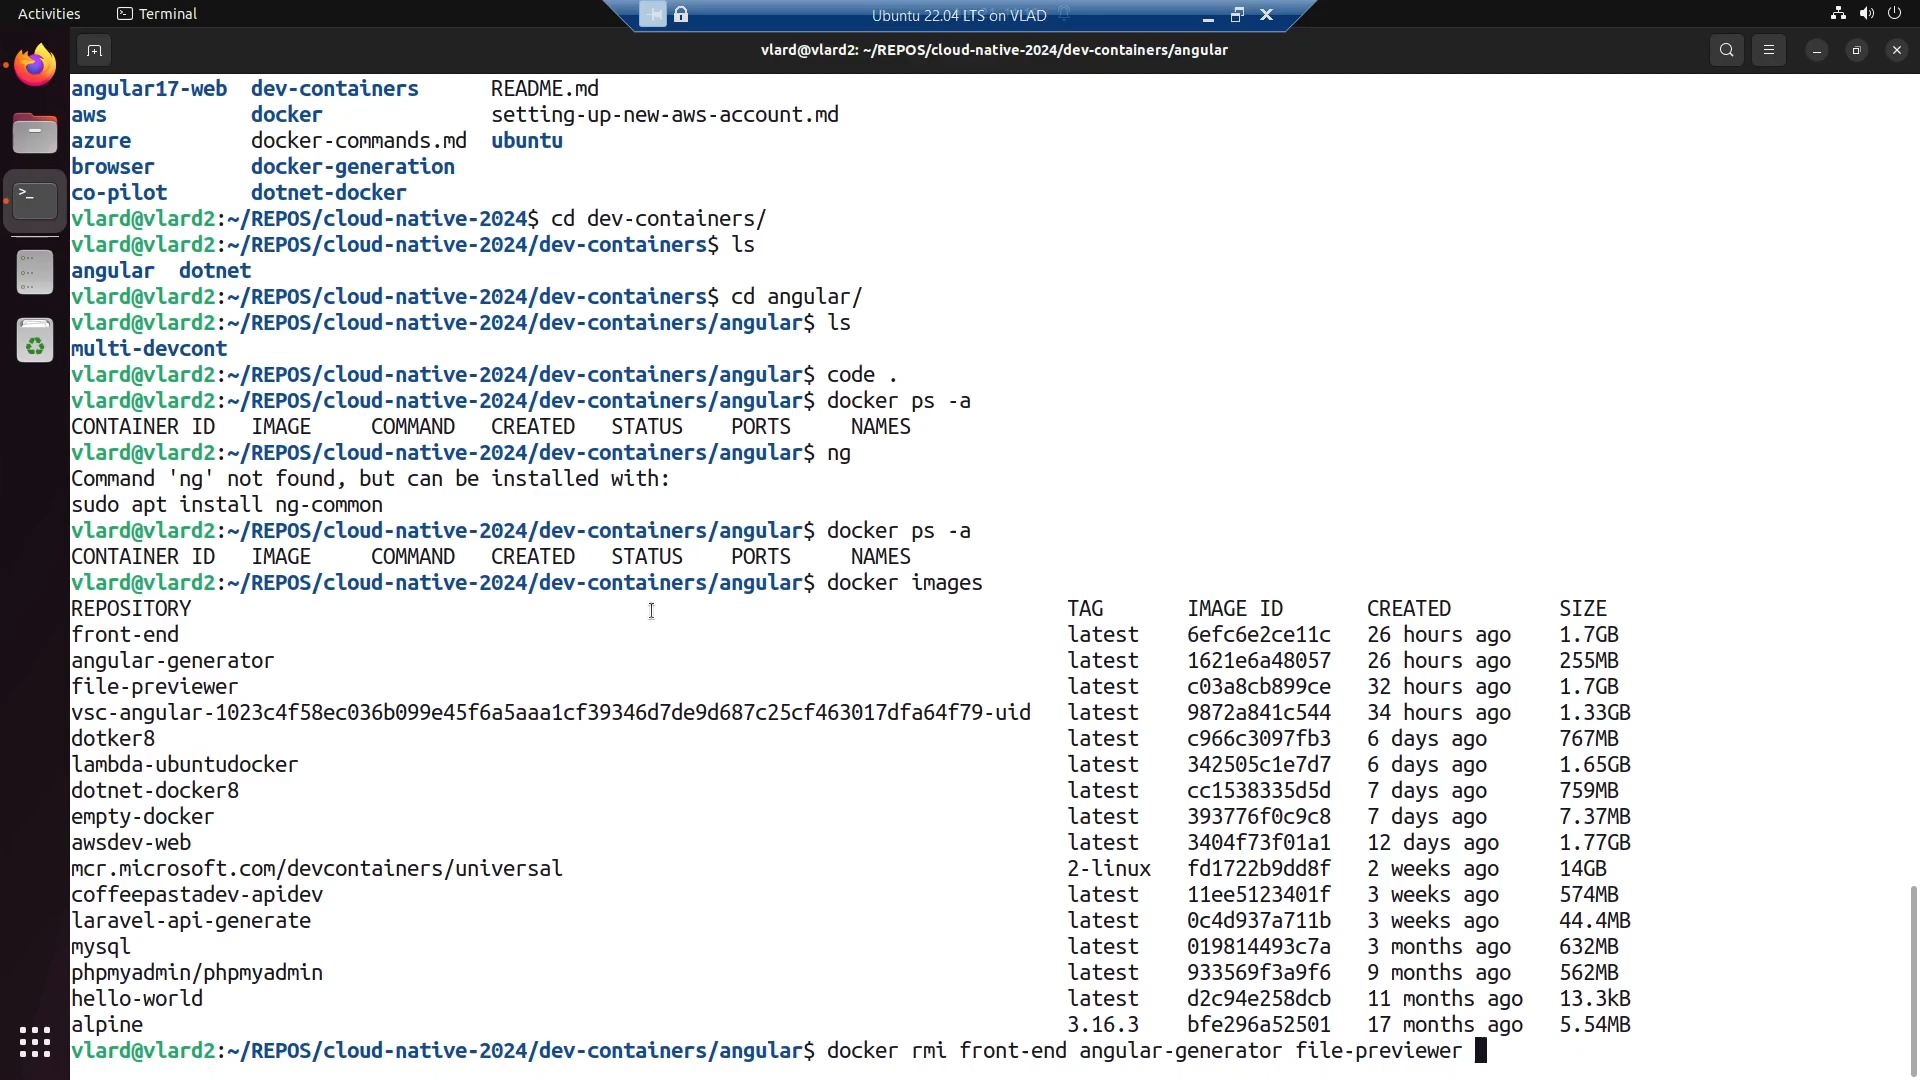 Activities Terminal Ubuntu 22.04 LTS on VLAD
vlard@vlard2: ~/REPOS/cloud-native-2024/dev-containers/angular
angular17-web dev-containers README.md
aws docker setting-up-new-aws-account.md
azure docker-commands.md ubuntu
browser docker-generation
co-pilot dotnet-docker
vlard@vlard2:~/REPOS/cloud-native-2024$ cd dev-containers/
vlard@vlard2:~/REPOS/cloud-native-2024/dev-containers$ ls
angular dotnet
vlard@vlard2:~/REPOS/cloud-native-2024/dev-containers$ cd angular/
vlard@vlard2:~/REPOS/cloud-native-2024/dev-containers/angular$ ls
multi-devcont
vlard@vlard2:~/REPOS/cloud-native-2024/dev-containers/angular$ code .
vlard@vlard2:~/REPOS/cloud-native-2024/dev-containers/angular$ docker ps -a
CONTAINER ID IMAGE COMMAND CREATED STATUS PORTS NAMES
vlard@vlard2:~/REPOS/cloud-native-2024/dev-containers/angular$ ng
Command 'ng' not found, but can be installed with:
sudo apt install ng-common
vlard@vlard2:~/REPOS/cloud-native-2024/dev-containers/angular$ docker ps -a
CONTAINER ID IMAGE COMMAND CREATED STATUS PORTS NAMES
vlard@vlard2:~/REPOS/cloud-native-2024/dev-containers/angular$ docker images
REPOSITORY TAG IMAGE ID CREATED SIZE
front-end latest 6efc6e2ce11c 26 hours ago 1.7GB
angular-generator latest 1621e6a48057 26 hours ago 255MB
file-previewer latest c03a8cb899ce 32 hours ago 1.7GB
vsc-angular-1023c4f58ec036b099e45f6a5aaa1cf39346d7de9d687c25cf463017dfa64f79-uid latest 9872a841c544 34 hours ago 1.33GB
dotker8 latest c966c3097fb3 6 days ago 767MB
lambda-ubuntudocker latest 342505c1e7d7 6 days ago 1.65GB
dotnet-docker8 latest cc1538335d5d 7 days ago 759MB
empty-docker latest 393776f0c9c8 7 days ago 7.37MB
awsdev-web latest 3404f73f01a1 12 days ago 1.77GB
mcr.microsoft.com/devcontainers/universal 2-linux fd1722b9dd8f 2 weeks ago 14GB
coffeepastadev-apidev latest 11ee5123401f 3 weeks ago 574MB
laravel-api-generate latest 0c4d937a711b 3 weeks ago 44.4MB
mysql latest 019814493c7a 3 months ago 632MB
phpmyadmin/phpmyadmin latest 933569f3a9f6 9 months ago 562MB
hello-world latest d2c94e258dcb 11 months ago 13.3kB
alpine 3.16.3 bfe296a52501 17 months ago 5.54MB
vlard@vlard2:~/REPOS/cloud-native-2024/dev-containers/angular$ docker rmi front-end angular-generator file-previewer